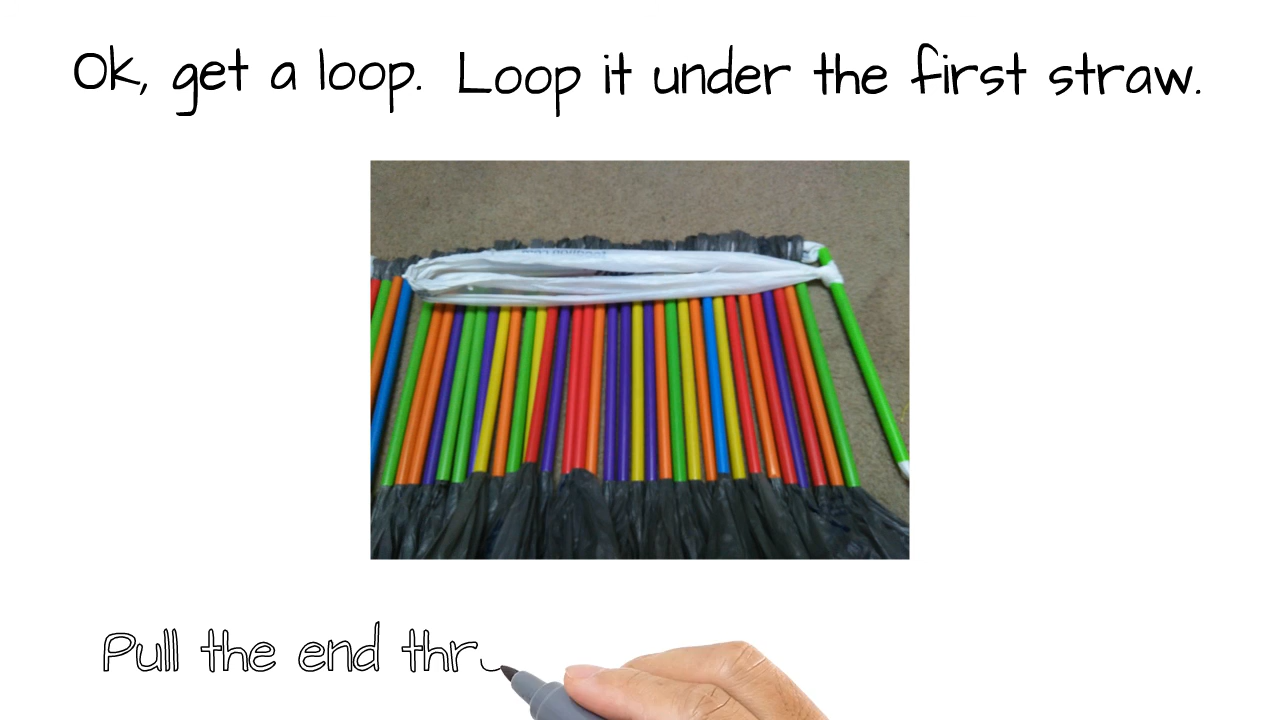 Ok, get a loop. Loop it under the first straw.
Pull the end thr